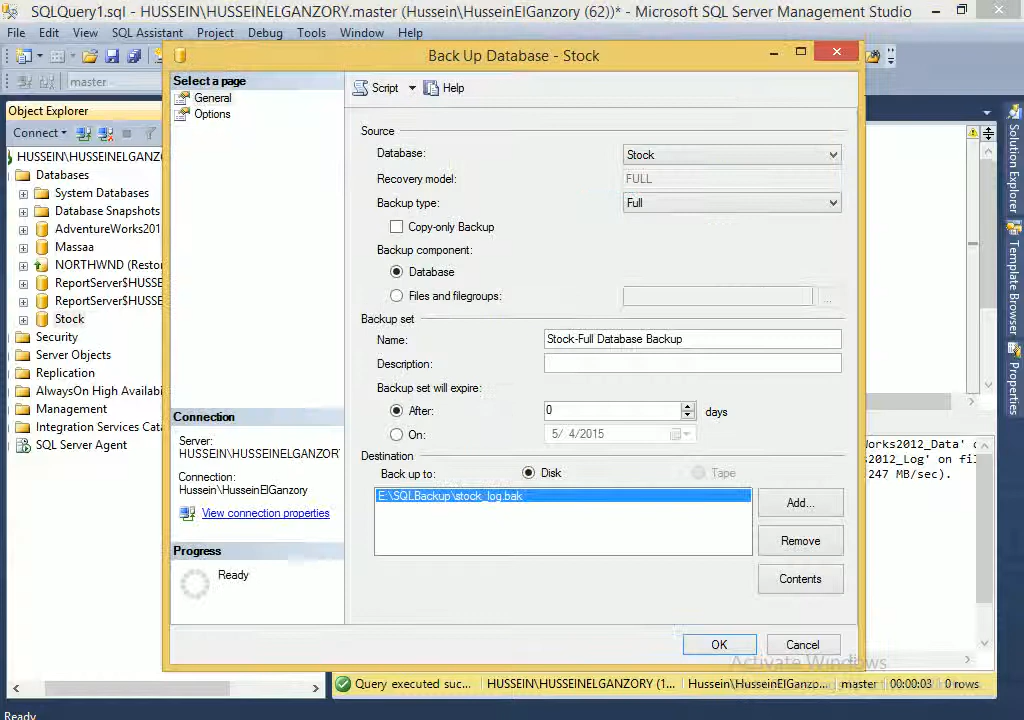 SQLQuery1.sql - HUSSEIN\HUSSEINELGANZORY.master (Hussein\HusseinElGanzory (62))* - Microsoft SQL Server Management Studio
File Edit View SQL Assistant Project Debug Tools Window Help
master
Back Up Database - Stock
Select a page
General
Options
Script Help
Object Explorer
Connect
HUSSEIN\HUSSEINELGANZ
Databases
System Databases
Database Snapshots
AdventureWorks201
Massaa
NORTHWND (Resto
ReportServer$HUSSE
ReportServer$HUSSE
Stock
Security
Server Objects
Replication
AlwaysOn High Availabi
Management
Integration Services Cata
SQL Server Agent
Source
Database: Stock
Recovery model: FULL
Backup type: Full
Copy-only Backup
Backup component:
Database
Files and filegroups: ...
Backup set
Name: Stock-Full Database Backup
Description:
Backup set will expire:
After: 0 days
On: 5/ 4/2015
Destination
Back up to: Disk Tape
E:\SQLBackup\stock_log.bak
Add...
Remove
Contents
Connection
Server:
HUSSEIN\HUSSEINELGANZOR
Connection:
Hussein\HusseinElGanzory
View connection properties
Progress
Ready
OK Cancel
Solution Explorer
Template Browser
Properties
orks2012_Data' o
s2012_Log' on fil
247 MB/sec).
Activate Windows
Query executed suc... HUSSEIN\HUSSEINELGANZORY (1... Hussein\HusseinElGanzo... master 00:00:03 0 rows
Ready